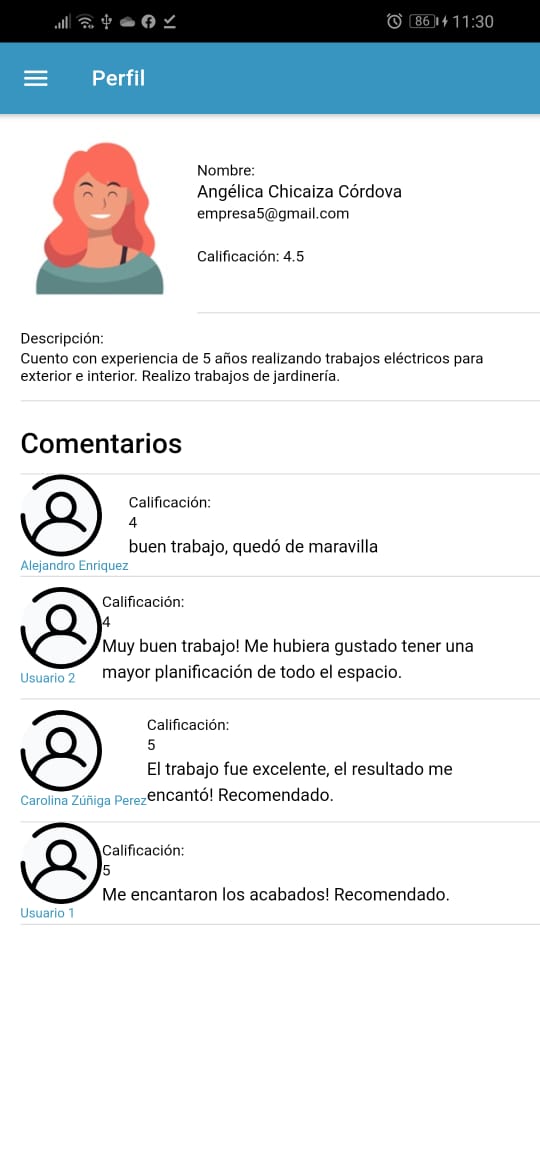 86 11:30
Perfil
Nombre:
Angélica Chicaiza Córdova
empresa5@gmail.com
Calificación: 4.5
Descripción:
Cuento con experiencia de 5 años realizando trabajos eléctricos para
exterior e interior. Realizo trabajos de jardinería.
Comentarios
Calificación:
4
buen trabajo, quedó de maravilla
Alejandro Enriquez
Calificación:
4
Muy buen trabajo! Me hubiera gustado tener una
mayor planificación de todo el espacio.
Usuario 2
Calificación:
5
El trabajo fue excelente, el resultado me
encantó! Recomendado.
Carolina Zúñiga Perez
Calificación:
5
Me encantaron los acabados! Recomendado.
Usuario 1